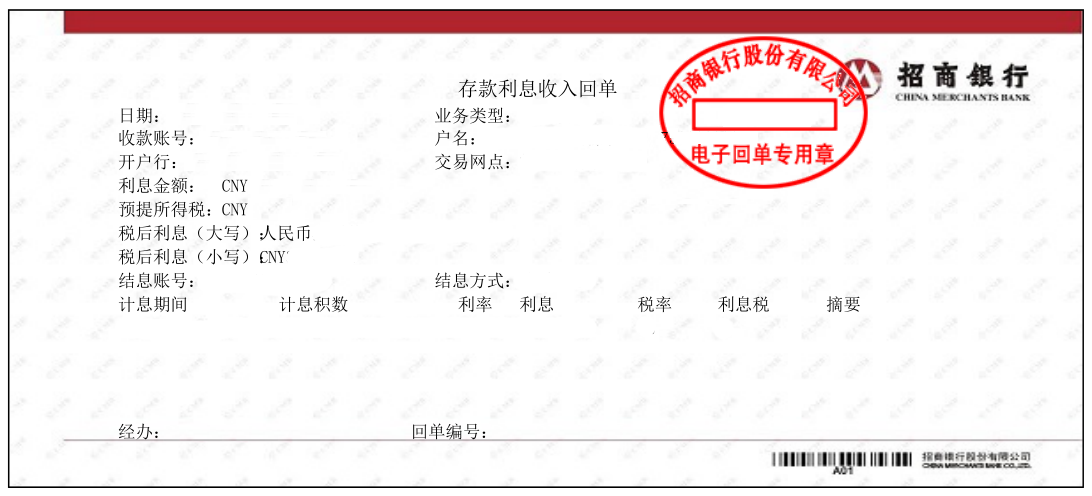 招商银行股份有限公司
招商银行
CHINA MERCHANTS BANK
存款利息收入回单
日期： 业务类型：
收款账号： 户名：
电子回单专用章
开户行： 交易网点：
利息金额： CNY
预提所得税：CNY
税后利息（大写）：人民币
税后利息（小写）：CNY
结息账号： 结息方式：
计息期间 计息积数 利率 利息 税率 利息税 摘要
经办： 回单编号：
招商银行股份有限公司
CHINA MERCHANTS BANK CO.,LTD.
A01